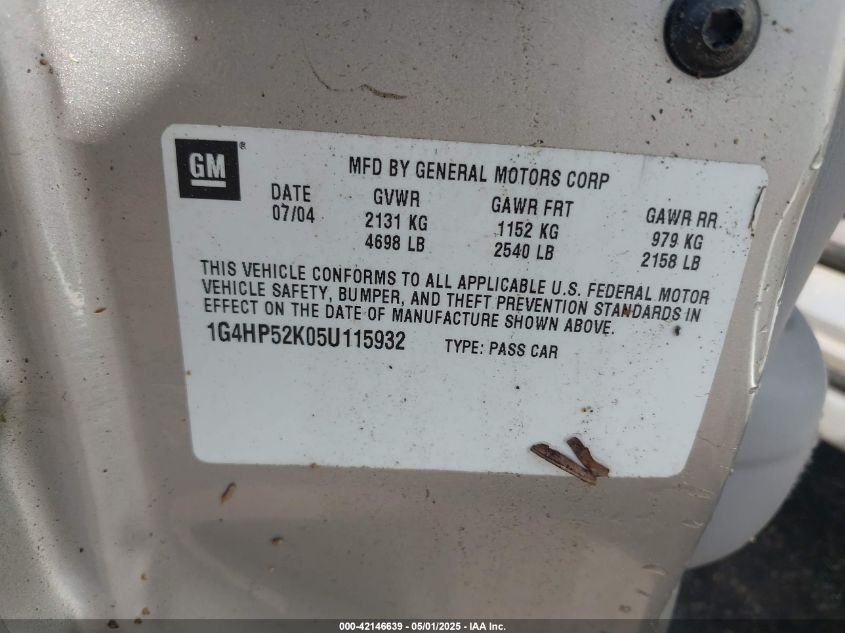 GM®
MFD BY GENERAL MOTORS CORP
DATE GVWR GAWR FRT GAWR RR
07/04 2131 KG 1152 KG 979 KG
4698 LB 2540 LB 2158 LB
THIS VEHICLE CONFORMS TO ALL APPLICABLE U.S. FEDERAL MOTOR
VEHICLE SAFETY, BUMPER, AND THEFT PREVENTION STANDARDS IN
EFFECT ON THE DATE OF MANUFACTURE SHOWN ABOVE.
1G4HP52K05U115932 TYPE: PASS CAR
000-42146639 - 05/01/2025 - IAA Inc.